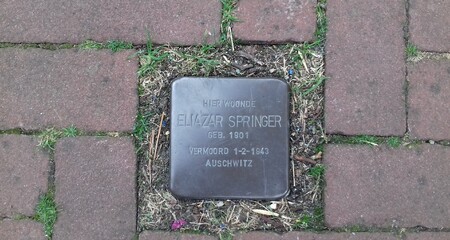 HIER WOONDE
ELIAZAR SPRINGER
GEB. 1901
VERMOORD 1-2-1943
AUSCHWITZ